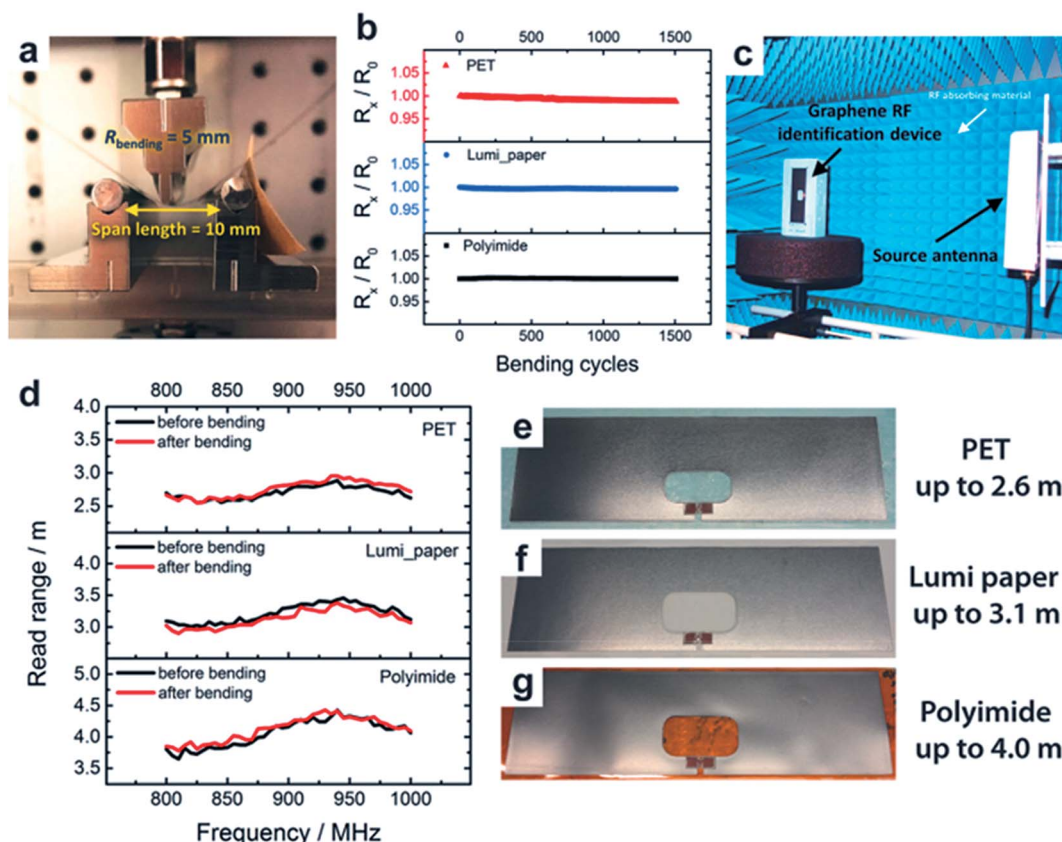 a
R_bending = 5 mm
Span length = 10 mm
b
0 500 1000 1500
1.05
1.00
0.95
R_x / R_0
PET
1.05
1.00
0.95
R_x / R_0
Lumi_paper
1.05
1.00
0.95
R_x / R_0
Polyimide
0 500 1000 1500
Bending cycles
c
RF absorbing material
Graphene RF
identification device
Source antenna
d
800 850 900 950 1000
Read range / m
4.0
3.5
3.0
2.5
before bending
after bending
PET
4.0
3.5
3.0
2.5
before bending
after bending
Lumi_paper
5.0
4.5
4.0
3.5
before bending
after bending
Polyimide
800 850 900 950 1000
Frequency / MHz
e
PET
up to 2.6 m
f
Lumi paper
up to 3.1 m
g
Polyimide
up to 4.0 m